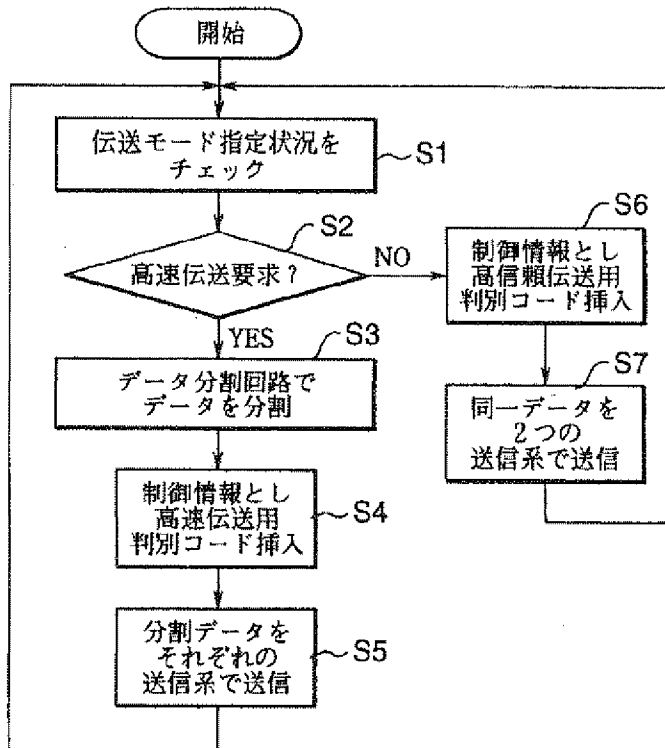 開始
伝送モード指定状況を
チェック
S1
高速伝送要求？
S2
NO
YES
データ分割回路で
データを分割
S3
制御情報とし
高速伝送用
判別コード挿入
S4
分割データを
それぞれの
送信系で送信
S5
制御情報とし
高信頼伝送用
判別コード挿入
S6
同一データを
2つの
送信系で送信
S7